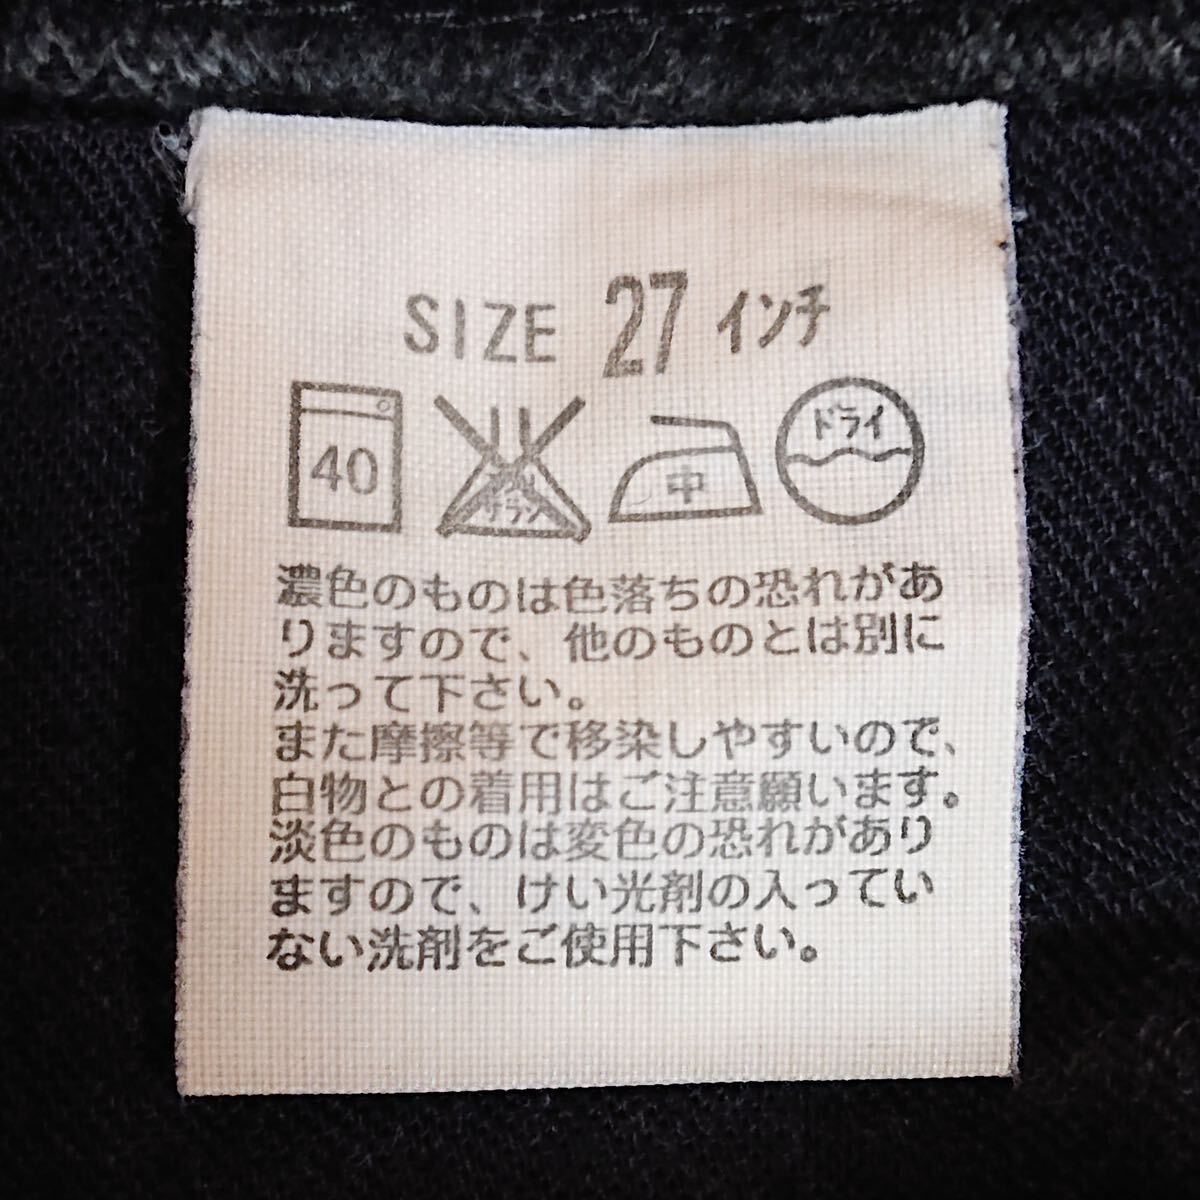 SIZE 27 インチ
40 サラシ 中 ドライ
濃色のものは色落ちの恐れがあ
りますので、他のものとは別に
洗って下さい。
また摩擦等で移染しやすいので、
白物との着用はご注意願います。
淡色のものは変色の恐れがあり
ますので、けい光剤の入ってい
ない洗剤をご使用下さい。